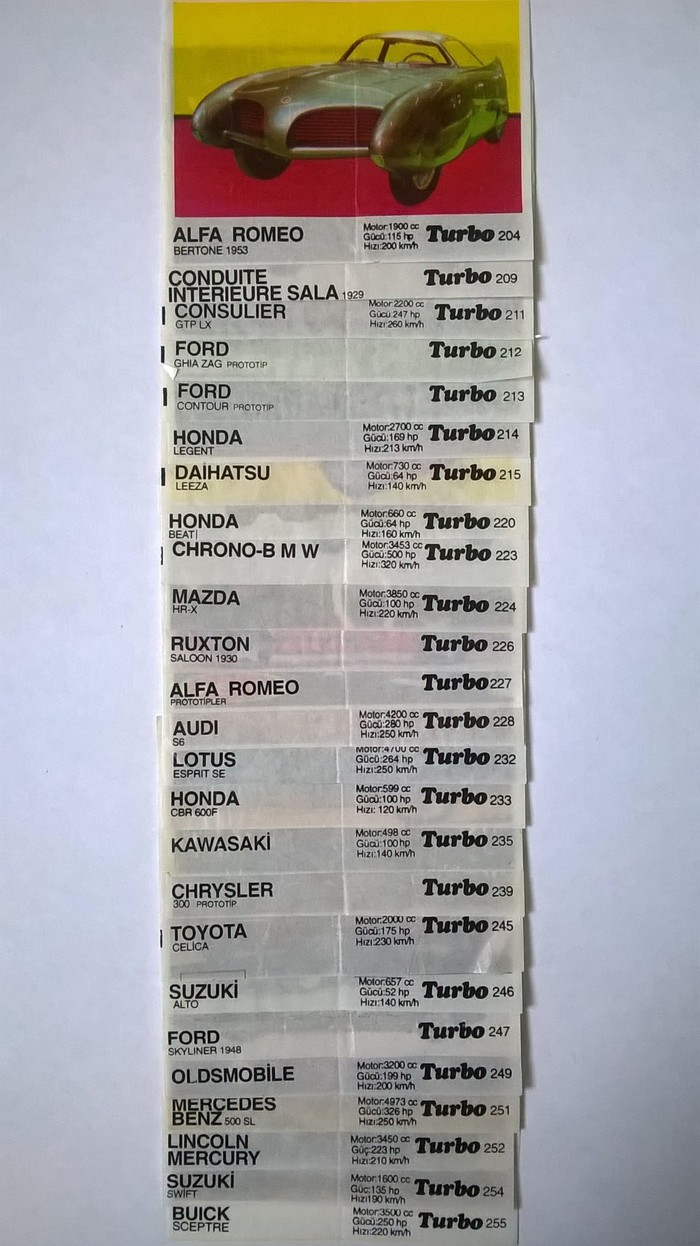 ALFA ROMEO
BERTONE 1953
Motor:1900 cc
Gücü:115 hp
Hızı:200 km/h
Turbo 204
CONDUITE
INTERIEURE SALA 1929
Turbo 209
CONSULIER
GTP LX
Motor:2200 cc
Gücü:247 hp
Hızı:260 km/h
Turbo 211
FORD
GHIA ZAG PROTOTİP
Turbo 212
FORD
CONTOUR PROTOTİP
Turbo 213
HONDA
LEGENT
Motor:2700 cc
Gücü:169 hp
Hızı:213 km/h
Turbo 214
DAİHATSU
LEEZA
Motor:730 cc
Gücü:64 hp
Hızı:140 km/h
Turbo 215
HONDA
BEAT
Motor:660 cc
Gücü:64 hp
Hızı:160 km/h
Turbo 220
CHRONO-B M W
Motor:3453 cc
Gücü:500 hp
Hızı:320 km/h
Turbo 223
MAZDA
HR-X
Motor:3850 cc
Gücü:100 hp
Hızı:220 km/h
Turbo 224
RUXTON
SALOON 1930
Turbo 226
ALFA ROMEO
PROTOTİPLER
Turbo 227
AUDI
S6
Motor:4200 cc
Gücü:280 hp
Hızı:250 km/h
Turbo 228
LOTUS
ESPRIT SE
Motor:4700 cc
Gücü:264 hp
Hızı:250 km/h
Turbo 232
HONDA
CBR 600F
Motor:599 cc
Gücü:100 hp
Hızı: 120 km/h
Turbo 233
KAWASAKİ
Motor:498 cc
Gücü:100 hp
Hızı:140 km/h
Turbo 235
CHRYSLER
300 PROTOTİP
Turbo 239
TOYOTA
CELİCA
Motor:2000 cc
Gücü:175 hp
Hızı:230 km/h
Turbo 245
SUZUKİ
ALTO
Motor:657 cc
Gücü:52 hp
Hızı:140 km/h
Turbo 246
FORD
SKYLINER 1948
Turbo 247
OLDSMOBİLE
Motor:3200 cc
Gücü:199 hp
Hızı:200 km/h
Turbo 249
MERCEDES
BENZ 500 SL
Motor:4973 cc
Gücü:326 hp
Hızı:250 km/h
Turbo 251
LINCOLN
MERCURY
Motor:3450 cc
Güç:223 hp
Hızı:210 km/h
Turbo 252
SUZUKİ
SWİFT
Motor:1600 cc
Güc:135 hp
Hızı190 km/h
Turbo 254
BUICK
SCEPTRE
Motor:3500 cc
Gücü:250 hp
Hızı:220 km/h
Turbo 255